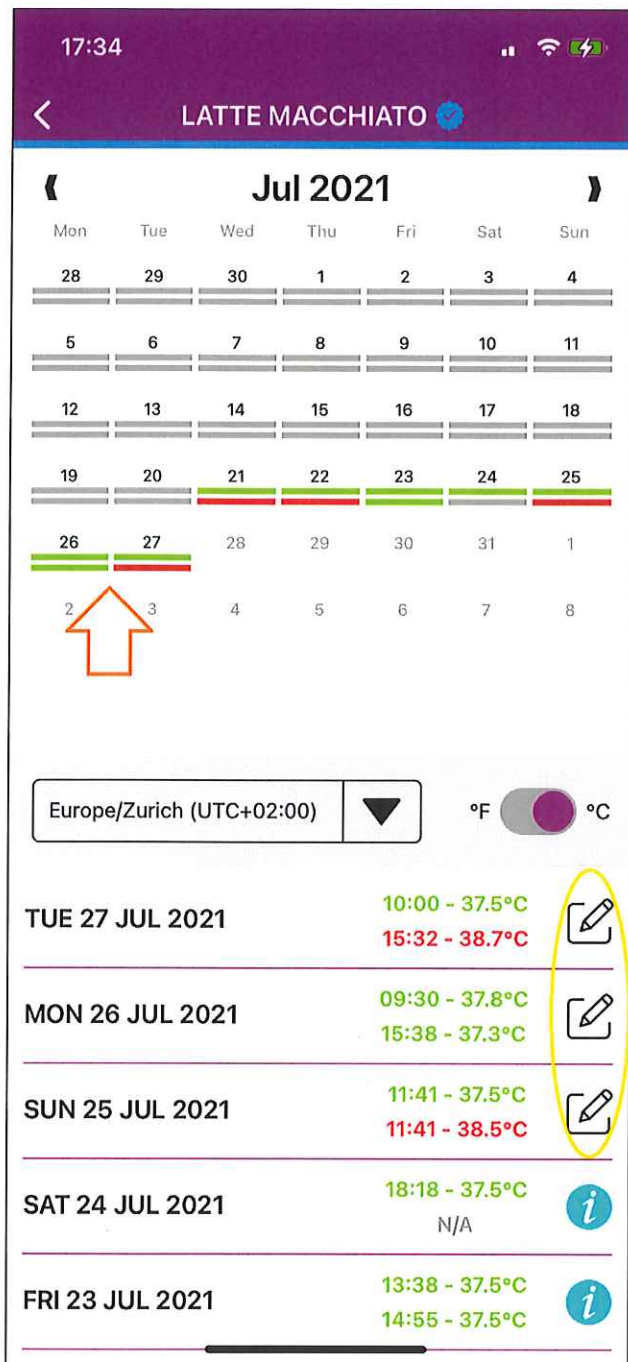 17:34
LATTE MACCHIATO
Jul 2021
Mon Tue Wed Thu Fri Sat Sun
28 29 30 1 2 3 4
5 6 7 8 9 10 11
12 13 14 15 16 17 18
19 20 21 22 23 24 25
26 27 28 29 30 31 1
2 3 4 5 6 7 8
Europe/Zurich (UTC+02:00) °F °C
TUE 27 JUL 2021
10:00 - 37.5°C
15:32 - 38.7°C
MON 26 JUL 2021
09:30 - 37.8°C
15:38 - 37.3°C
SUN 25 JUL 2021
11:41 - 37.5°C
11:41 - 38.5°C
SAT 24 JUL 2021
18:18 - 37.5°C
N/A
i
FRI 23 JUL 2021
13:38 - 37.5°C
14:55 - 37.5°C
i